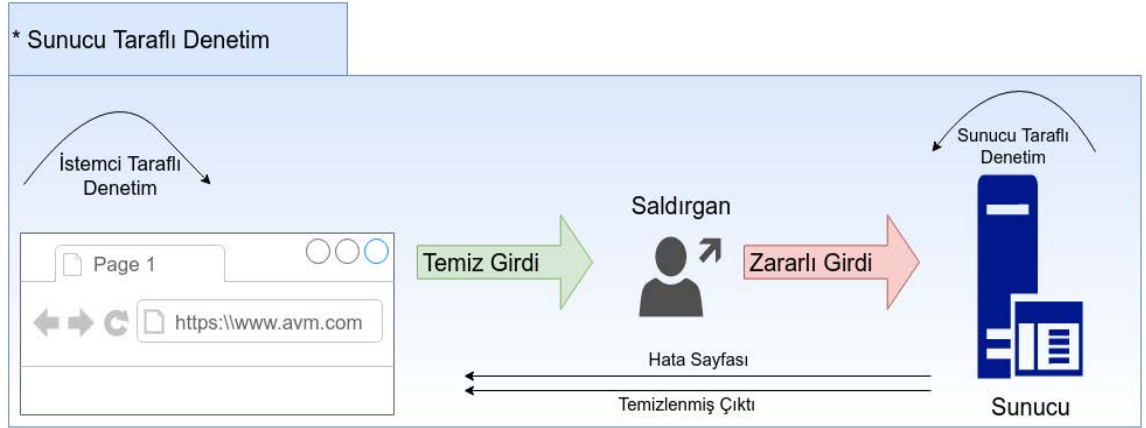 * Sunucu Taraflı Denetim
İstemci Taraflı
Denetim
Sunucu Taraflı
Denetim
Saldırgan
Page 1
Temiz Girdi
Zararlı Girdi
https:\\www.avm.com
Hata Sayfası
Temizlenmiş Çıktı
Sunucu